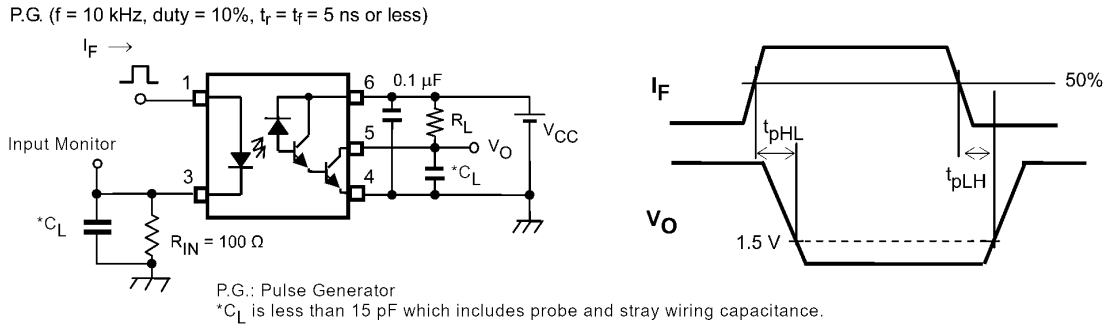 P.G. (f = 10 kHz, duty = 10%, tr = tf = 5 ns or less)
IF →
1
6
0.1 μF
RL
VCC
5
VO
Input Monitor
*CL
3
4
*CL
RIN = 100 Ω
P.G.: Pulse Generator
*CL is less than 15 pF which includes probe and stray wiring capacitance.
IF
50%
tpHL
tpLH
VO
1.5 V